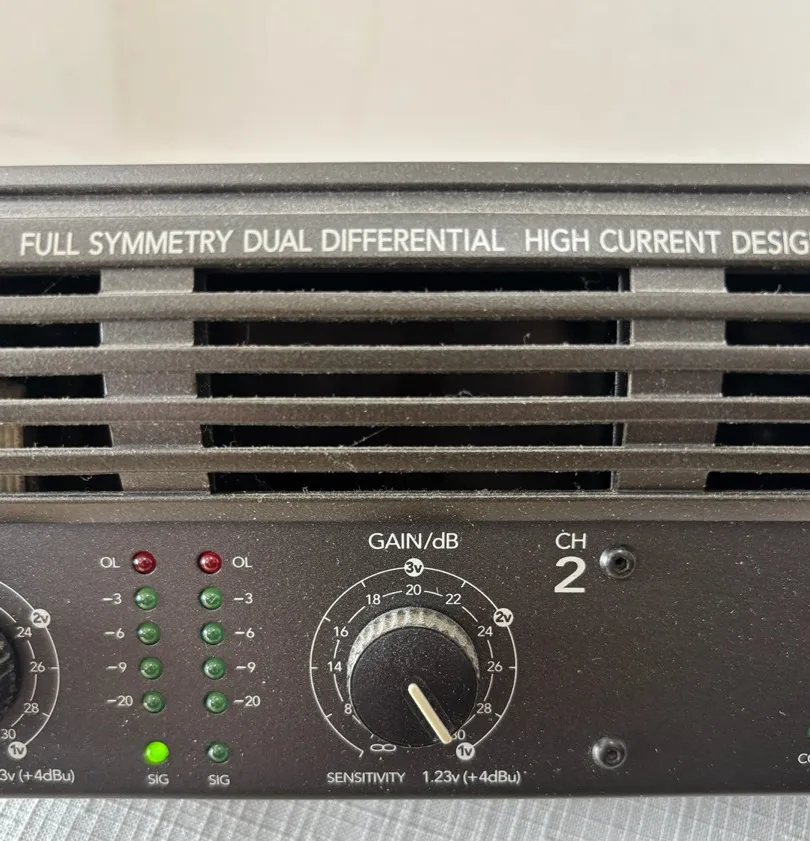 FULL SYMMETRY DUAL DIFFERENTIAL HIGH CURRENT
GAIN/dB
CH
2
OL OL
-3 -3
-6 -6
-9 -9
-20 -20
SIG SIG
2v
24
26
28
30
1v
3v (+4dBu)
3v
20
18 22
16 24 2v
14 26
8 28
∞ 1v
SENSITIVITY 1.23v (+4dBu)